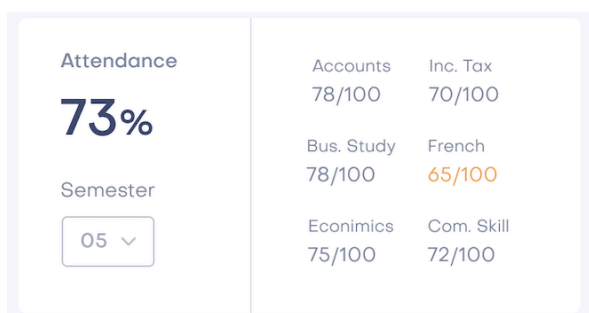 Attendance
73%
Semester
05
Accounts
78/100
Inc. Tax
70/100
Bus. Study
78/100
French
65/100
Econimics
75/100
Com. Skill
72/100